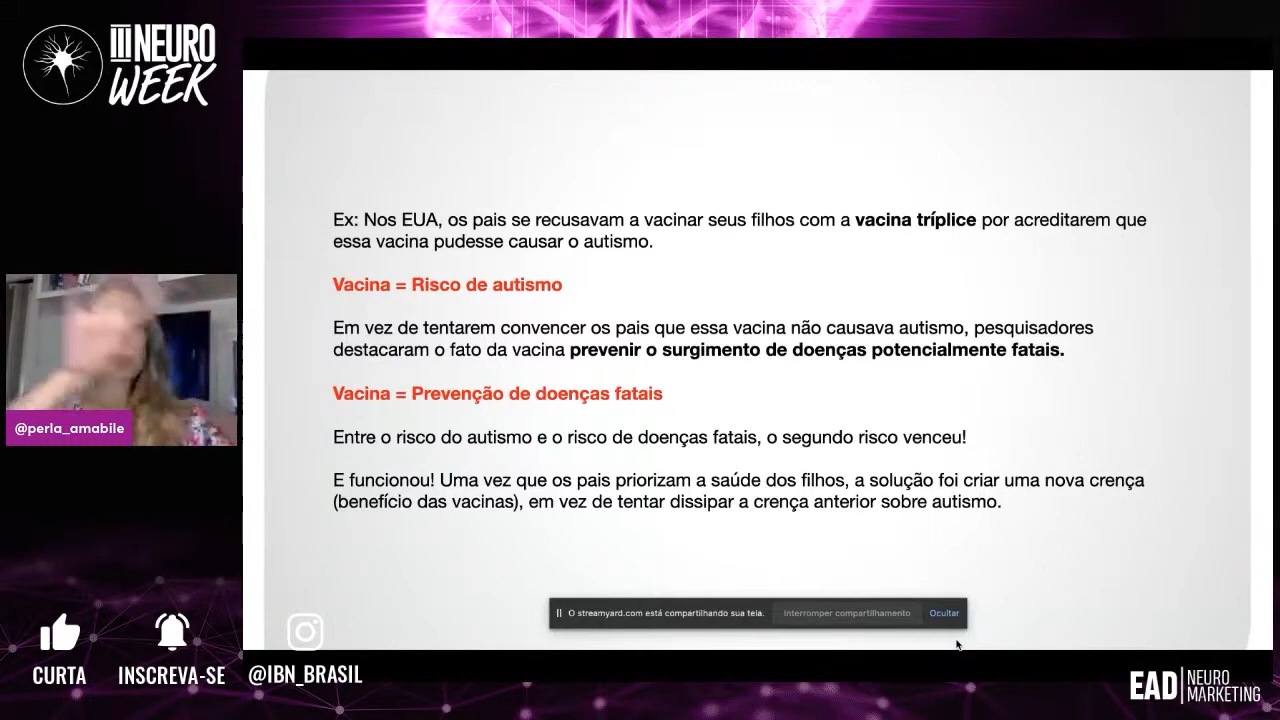 III NEURO
WEEK
Ex: Nos EUA, os pais se recusavam a vacinar seus filhos com a vacina tríplice por acreditarem que
essa vacina pudesse causar o autismo.
Vacina = Risco de autismo
Em vez de tentarem convencer os pais que essa vacina não causava autismo, pesquisadores
destacaram o fato da vacina prevenir o surgimento de doenças potencialmente fatais.
Vacina = Prevenção de doenças fatais
@perla_amabile
Entre o risco do autismo e o risco de doenças fatais, o segundo risco venceu!
E funcionou! Uma vez que os pais priorizam a saúde dos filhos, a solução foi criar uma nova crença
(benefício das vacinas), em vez de tentar dissipar a crença anterior sobre autismo.
O streamyard.com está compartilhando sua tela. Interromper compartilhamento Ocultar
CURTA INSCREVA-SE @IBN_BRASIL
EAD NEURO
MARKETING